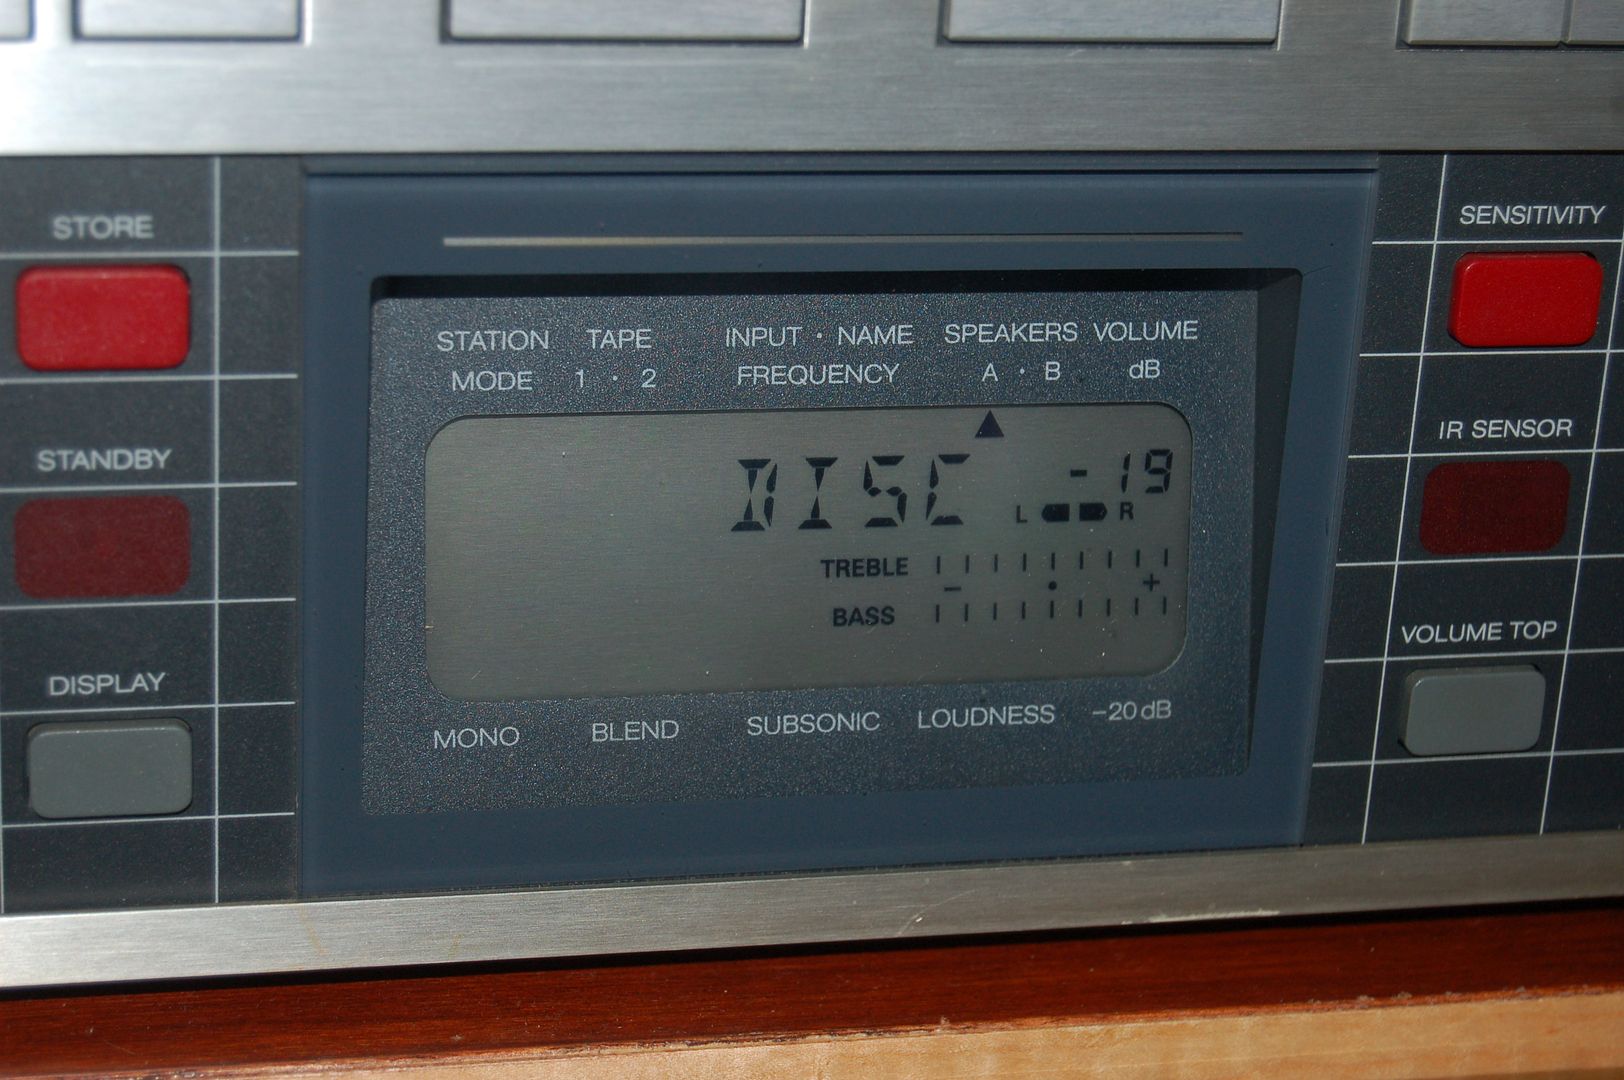 STORE
STANDBY
DISPLAY
STATION TAPE INPUT · NAME SPEAKERS VOLUME
MODE 1 · 2 FREQUENCY A · B dB
DISC -19
L R
TREBLE
- · +
BASS
MONO BLEND SUBSONIC LOUDNESS -20 dB
SENSITIVITY
IR SENSOR
VOLUME TOP